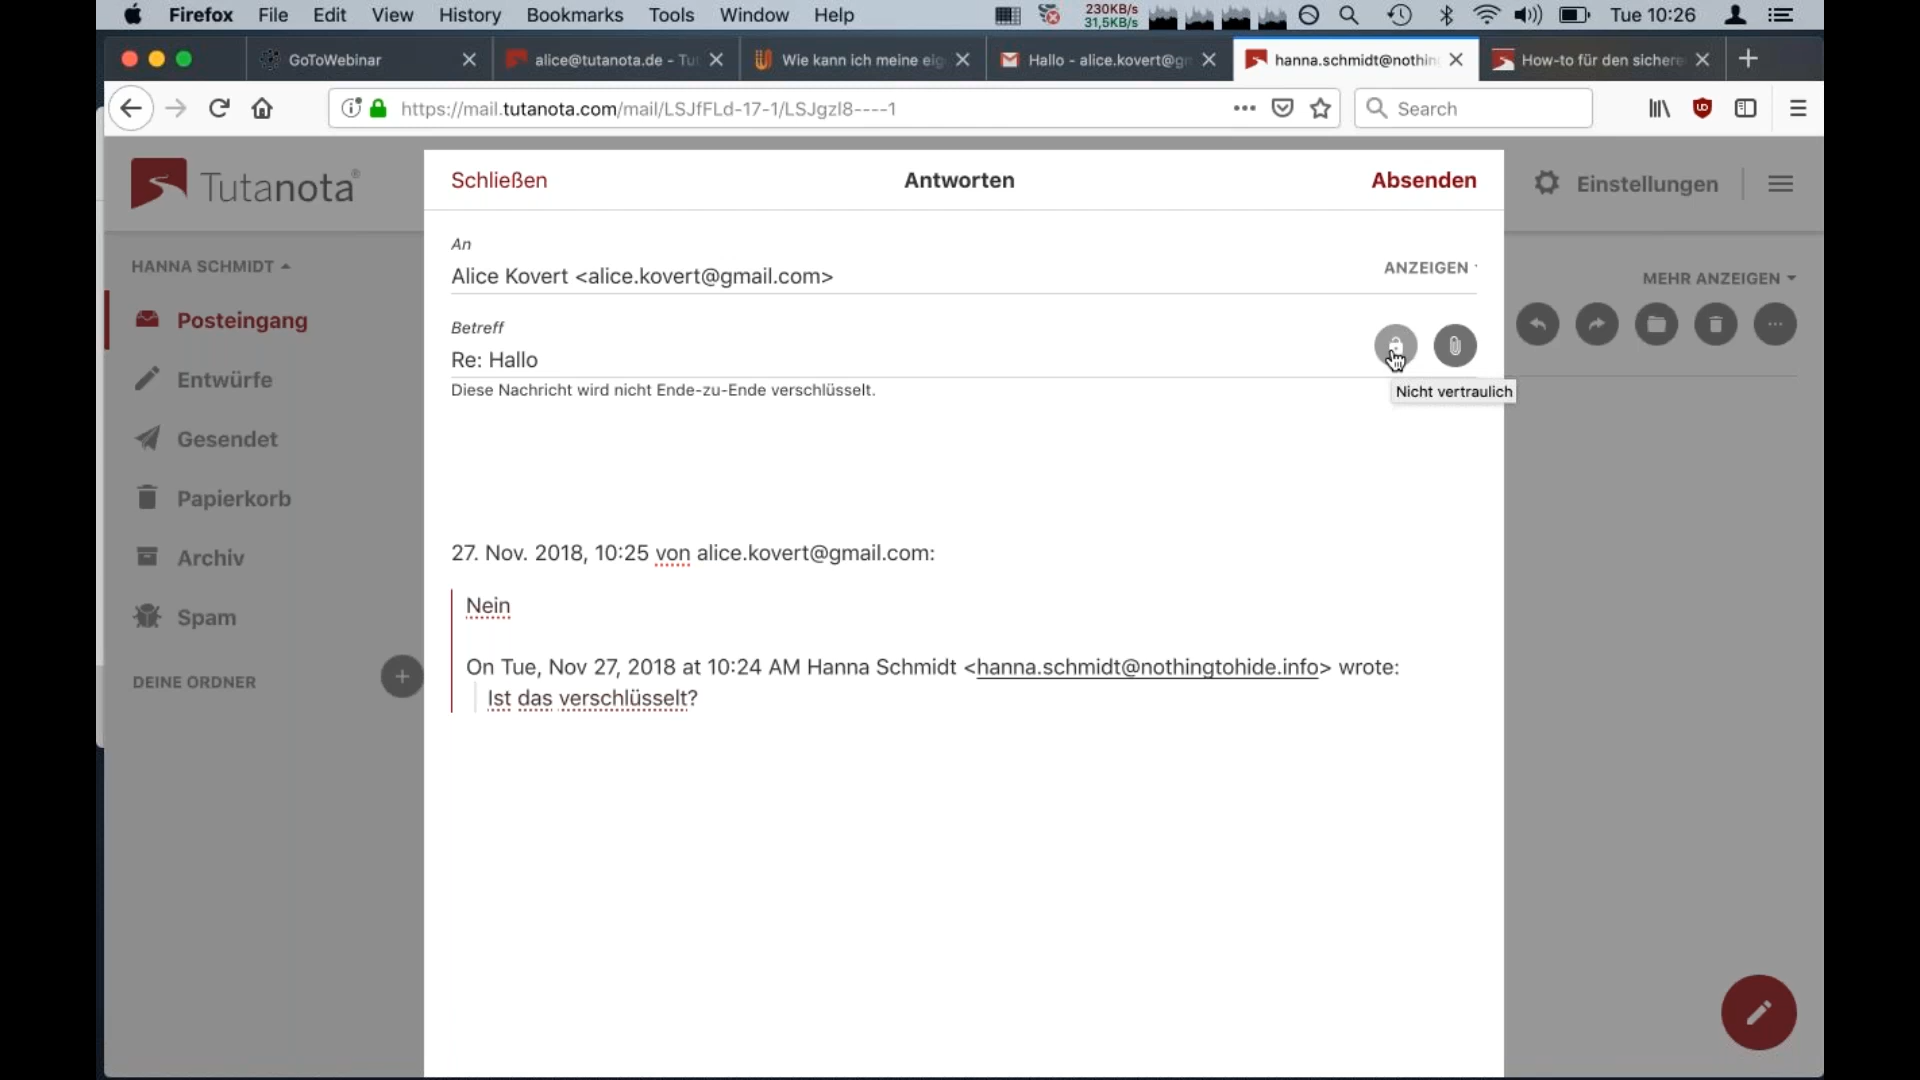 Firefox File Edit View History Bookmarks Tools Window Help 230KB/s 31,5KB/s Tue 10:26
GoToWebinar alice@tutanota.de - Tu Wie kann ich meine eig Hallo - alice.kovert@g hanna.schmidt@nothin How-to für den sichere
https://mail.tutanota.com/mail/LSJfFLd-17-1/LSJgzI8----1 Search
Tutanota
Schließen Antworten Absenden
Einstellungen
An
Alice Kovert <alice.kovert@gmail.com> ANZEIGEN
HANNA SCHMIDT
MEHR ANZEIGEN
Posteingang
Betreff
Re: Hallo
Diese Nachricht wird nicht Ende-zu-Ende verschlüsselt.
Nicht vertraulich
Entwürfe
Gesendet
Papierkorb
Archiv
Spam
DEINE ORDNER
27. Nov. 2018, 10:25 von alice.kovert@gmail.com:
Nein
On Tue, Nov 27, 2018 at 10:24 AM Hanna Schmidt <hanna.schmidt@nothingtohide.info> wrote:
Ist das verschlüsselt?